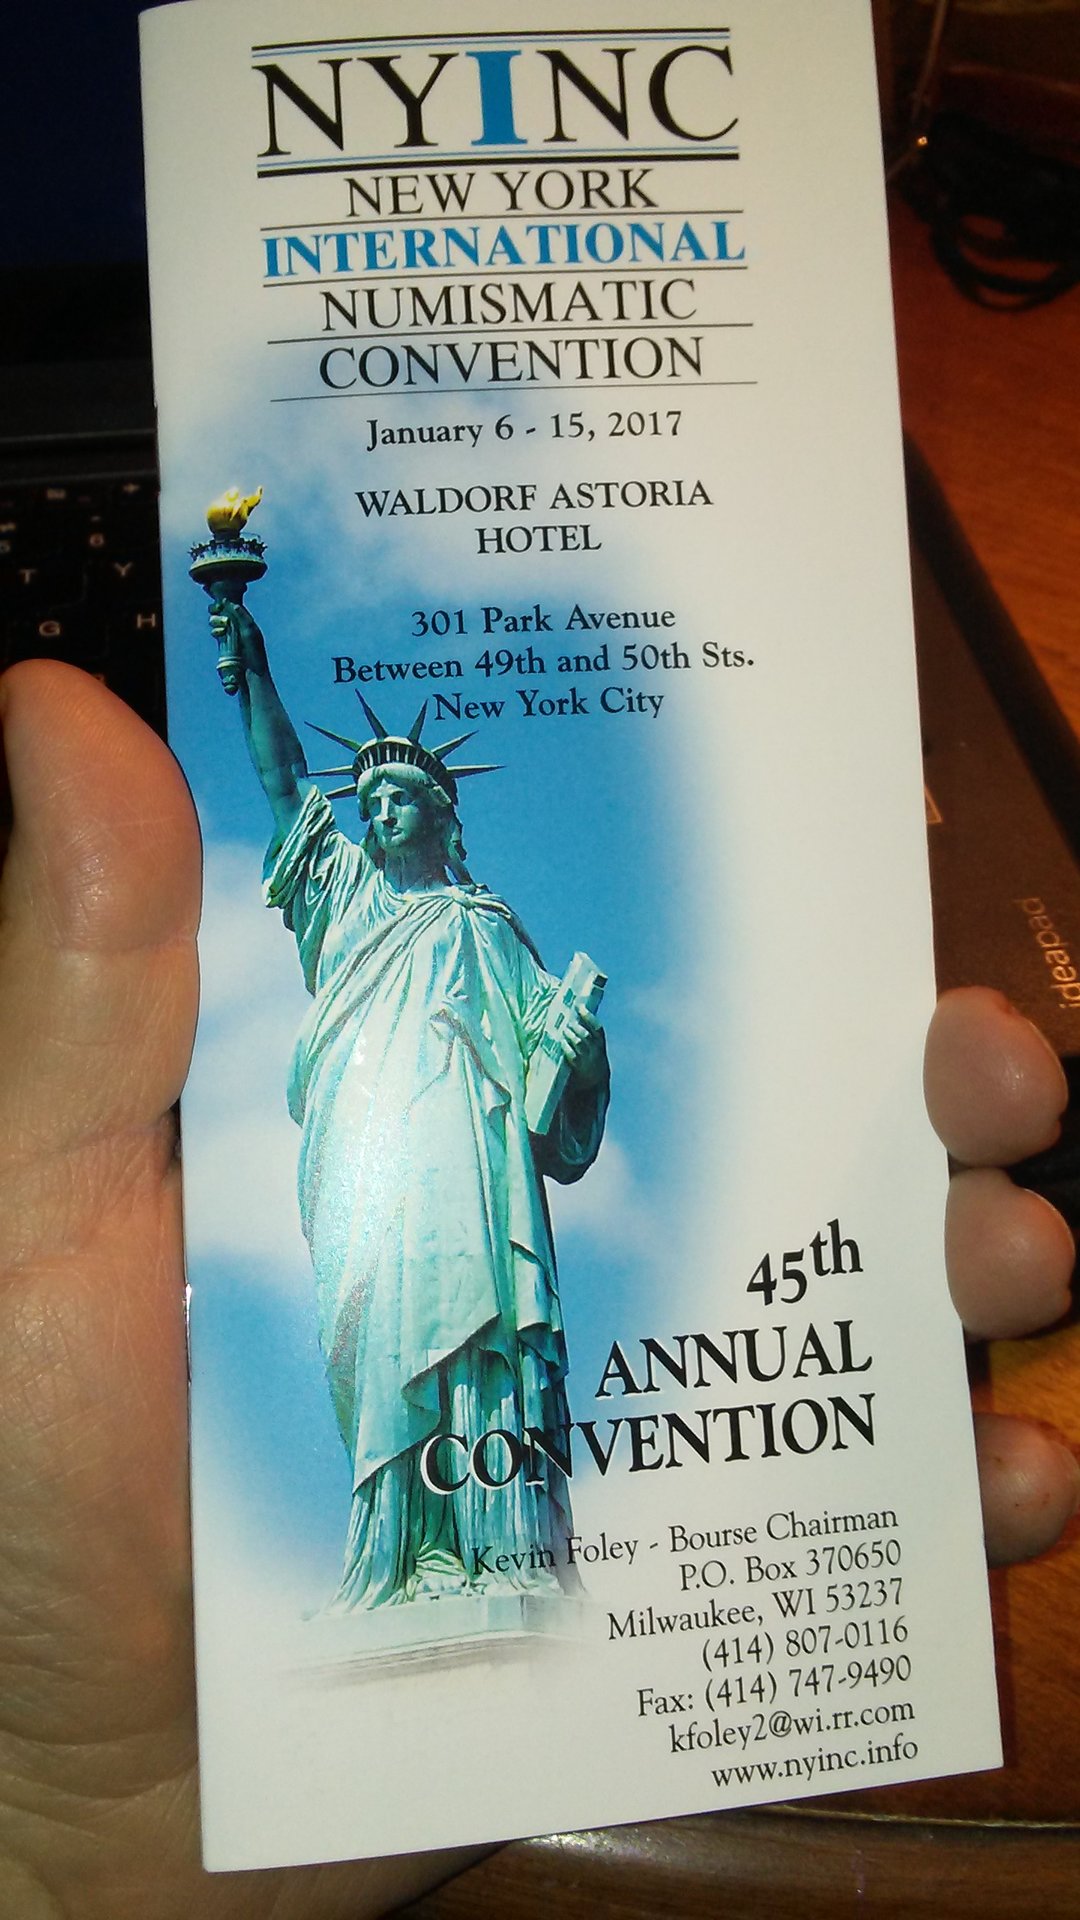 NYINC
NEW YORK
INTERNATIONAL
NUMISMATIC
CONVENTION
January 6 - 15, 2017
WALDORF ASTORIA
HOTEL
301 Park Avenue
Between 49th and 50th Sts.
New York City
45th
ANNUAL
CONVENTION
Kevin Foley - Bourse Chairman
P.O. Box 370650
Milwaukee, WI 53237
(414) 807-0116
Fax: (414) 747-9490
kfoley2@wi.rr.com
www.nyinc.info
ideapad
6
T Y
G H